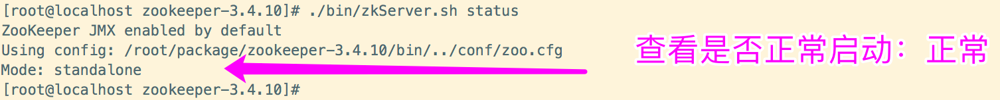 [root@localhost zookeeper-3.4.10]# ./bin/zkServer.sh status
ZooKeeper JMX enabled by default
Using config: /root/package/zookeeper-3.4.10/bin/../conf/zoo.cfg
查看是否正常启动：正常
Mode: standalone
[root@localhost zookeeper-3.4.10]#